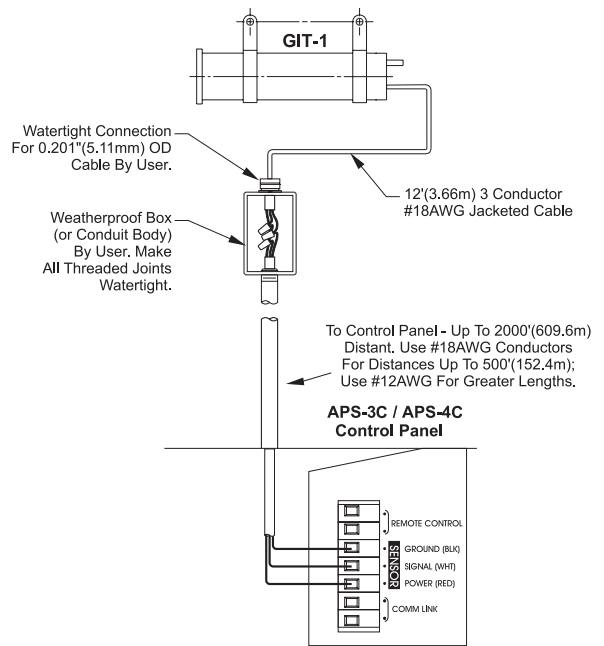 GIT-1
Watertight Connection
For 0.201"(5.11mm) OD
Cable By User.
12'(3.66m) 3 Conductor
#18AWG Jacketed Cable
Weatherproof Box
(or Conduit Body)
By User. Make
All Threaded Joints
Watertight.
To Control Panel - Up To 2000'(609.6m)
Distant. Use #18AWG Conductors
For Distances Up To 500'(152.4m);
Use #12AWG For Greater Lengths.
APS-3C / APS-4C
Control Panel
REMOTE CONTROL
SENSOR
GROUND (BLK)
SIGNAL (WHT)
POWER (RED)
COMM LINK